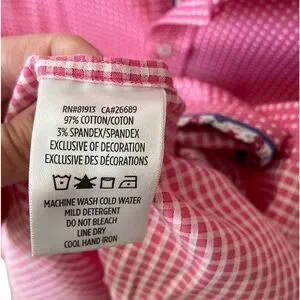 RN#81913 CA#26689
97% COTTON/COTON
3% SPANDEX/SPANDEX
EXCLUSIVE OF DECORATION
EXCLUSIVE DES DÉCORATIONS
MACHINE WASH COLD WATER
MILD DETERGENT
DO NOT BLEACH
LINE DRY
COOL HAND IRON